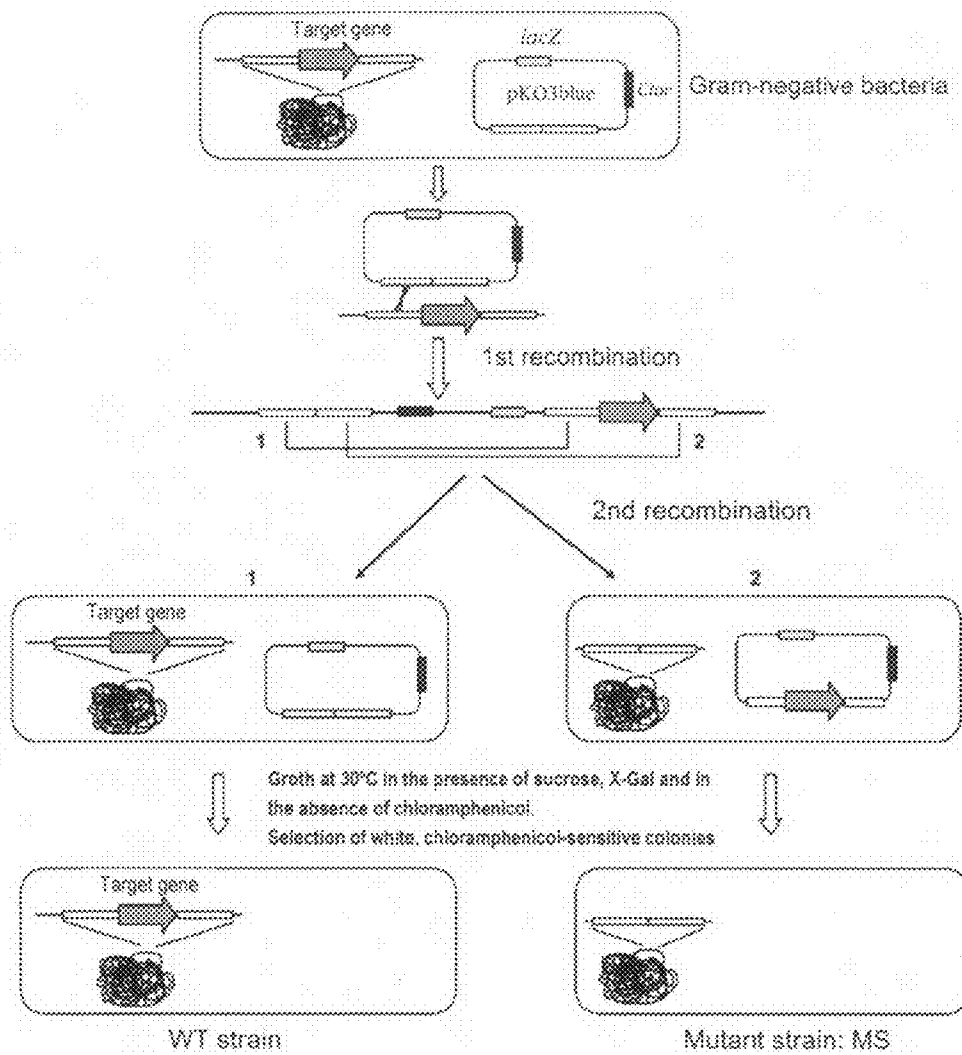 Target gene
lacZ
pKO3blue
Clor
Gram-negative bacteria
1st recombination
1
2
2nd recombination
1
2
Target gene
Groth at 30°C in the presence of sucrose, X-Gal and in
the absence of chloramphenicol.
Selection of white, chloramphenicol-sensitive colonies
Target gene
WT strain
Mutant strain: MS